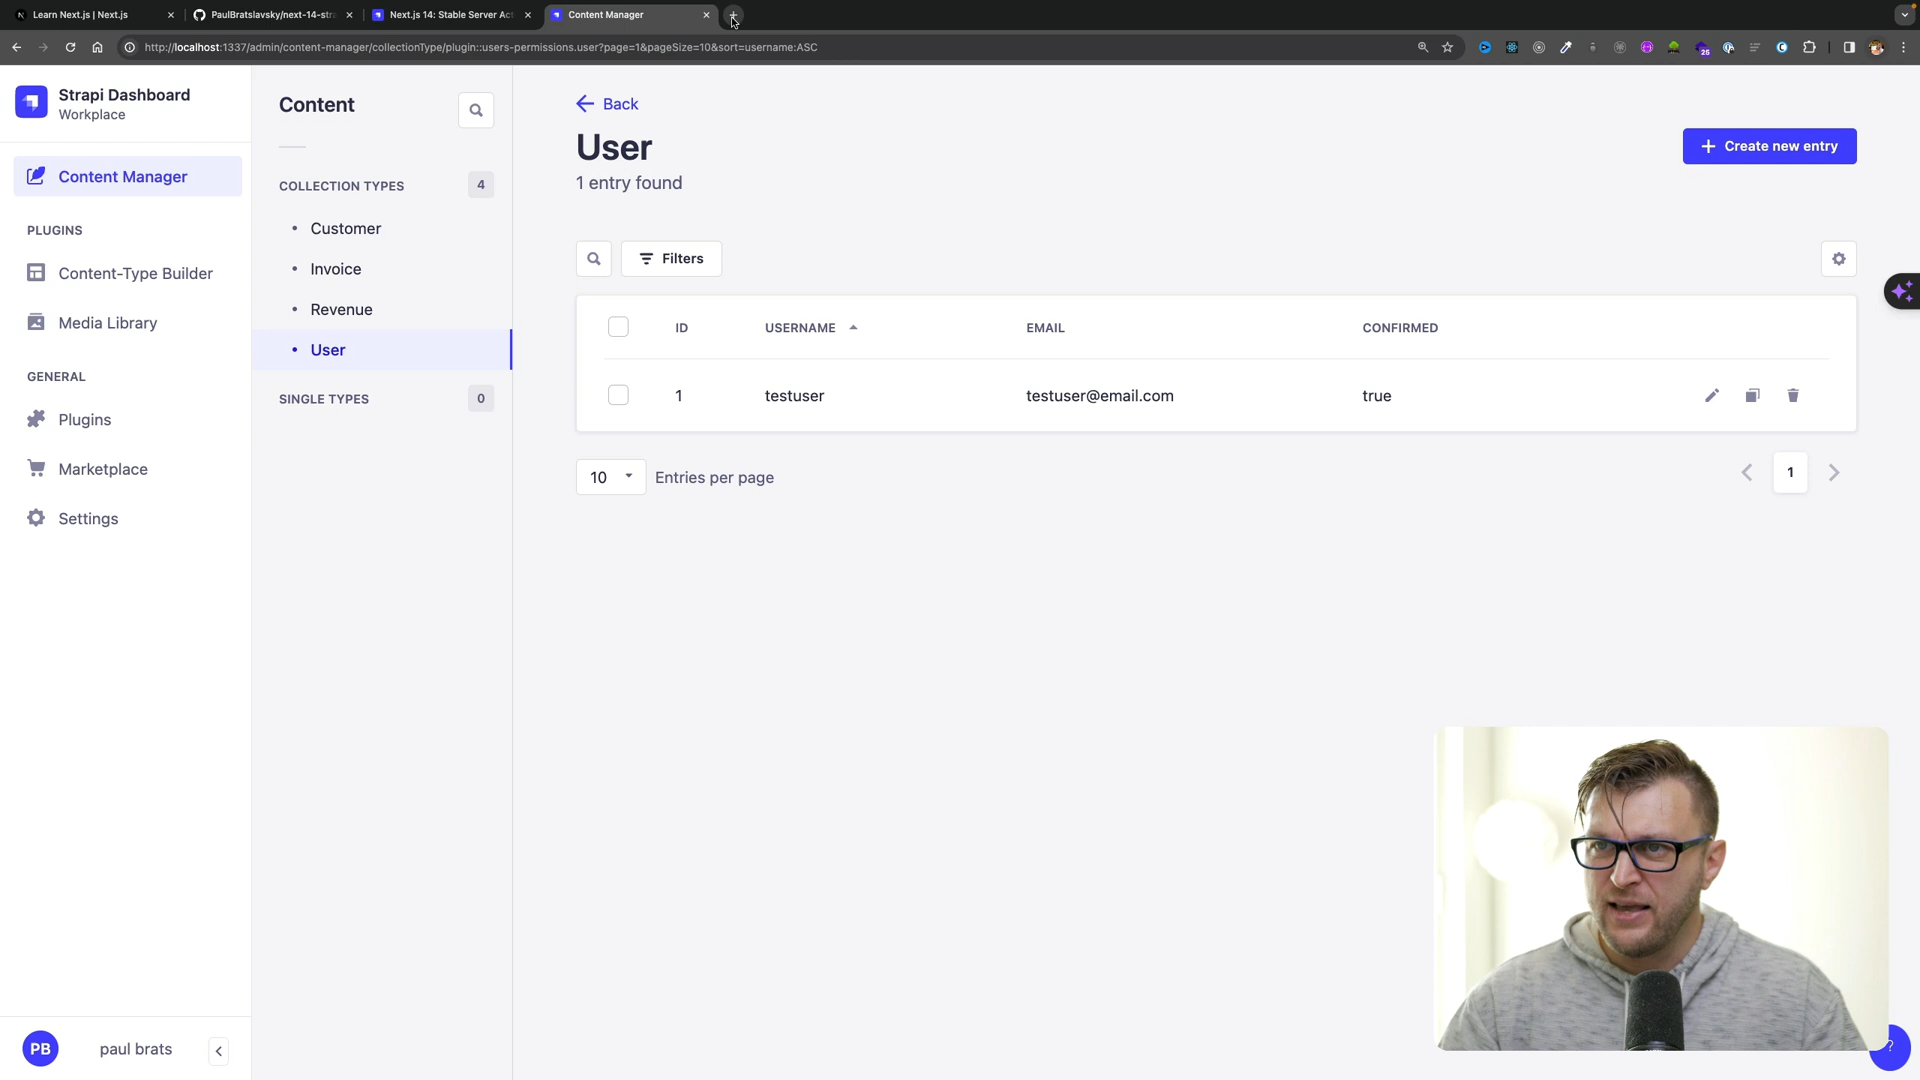 Learn Next.js | Next.js
PaulBratslavsky/next-14-str
Next.js 14: Stable Server Act
Content Manager
http://localhost:1337/admin/content-manager/collectionType/plugin::users-permissions.user?page=1&pageSize=10&sort=username:ASC
25
Strapi Dashboard
Workplace
Content Manager
PLUGINS
Content-Type Builder
Media Library
GENERAL
Plugins
Marketplace
Settings
PB
paul brats
Content
COLLECTION TYPES 4
Customer
Invoice
Revenue
User
SINGLE TYPES 0
Back
User
1 entry found
Create new entry
Filters
ID USERNAME EMAIL CONFIRMED
1 testuser testuser@email.com true
10 Entries per page
1
?